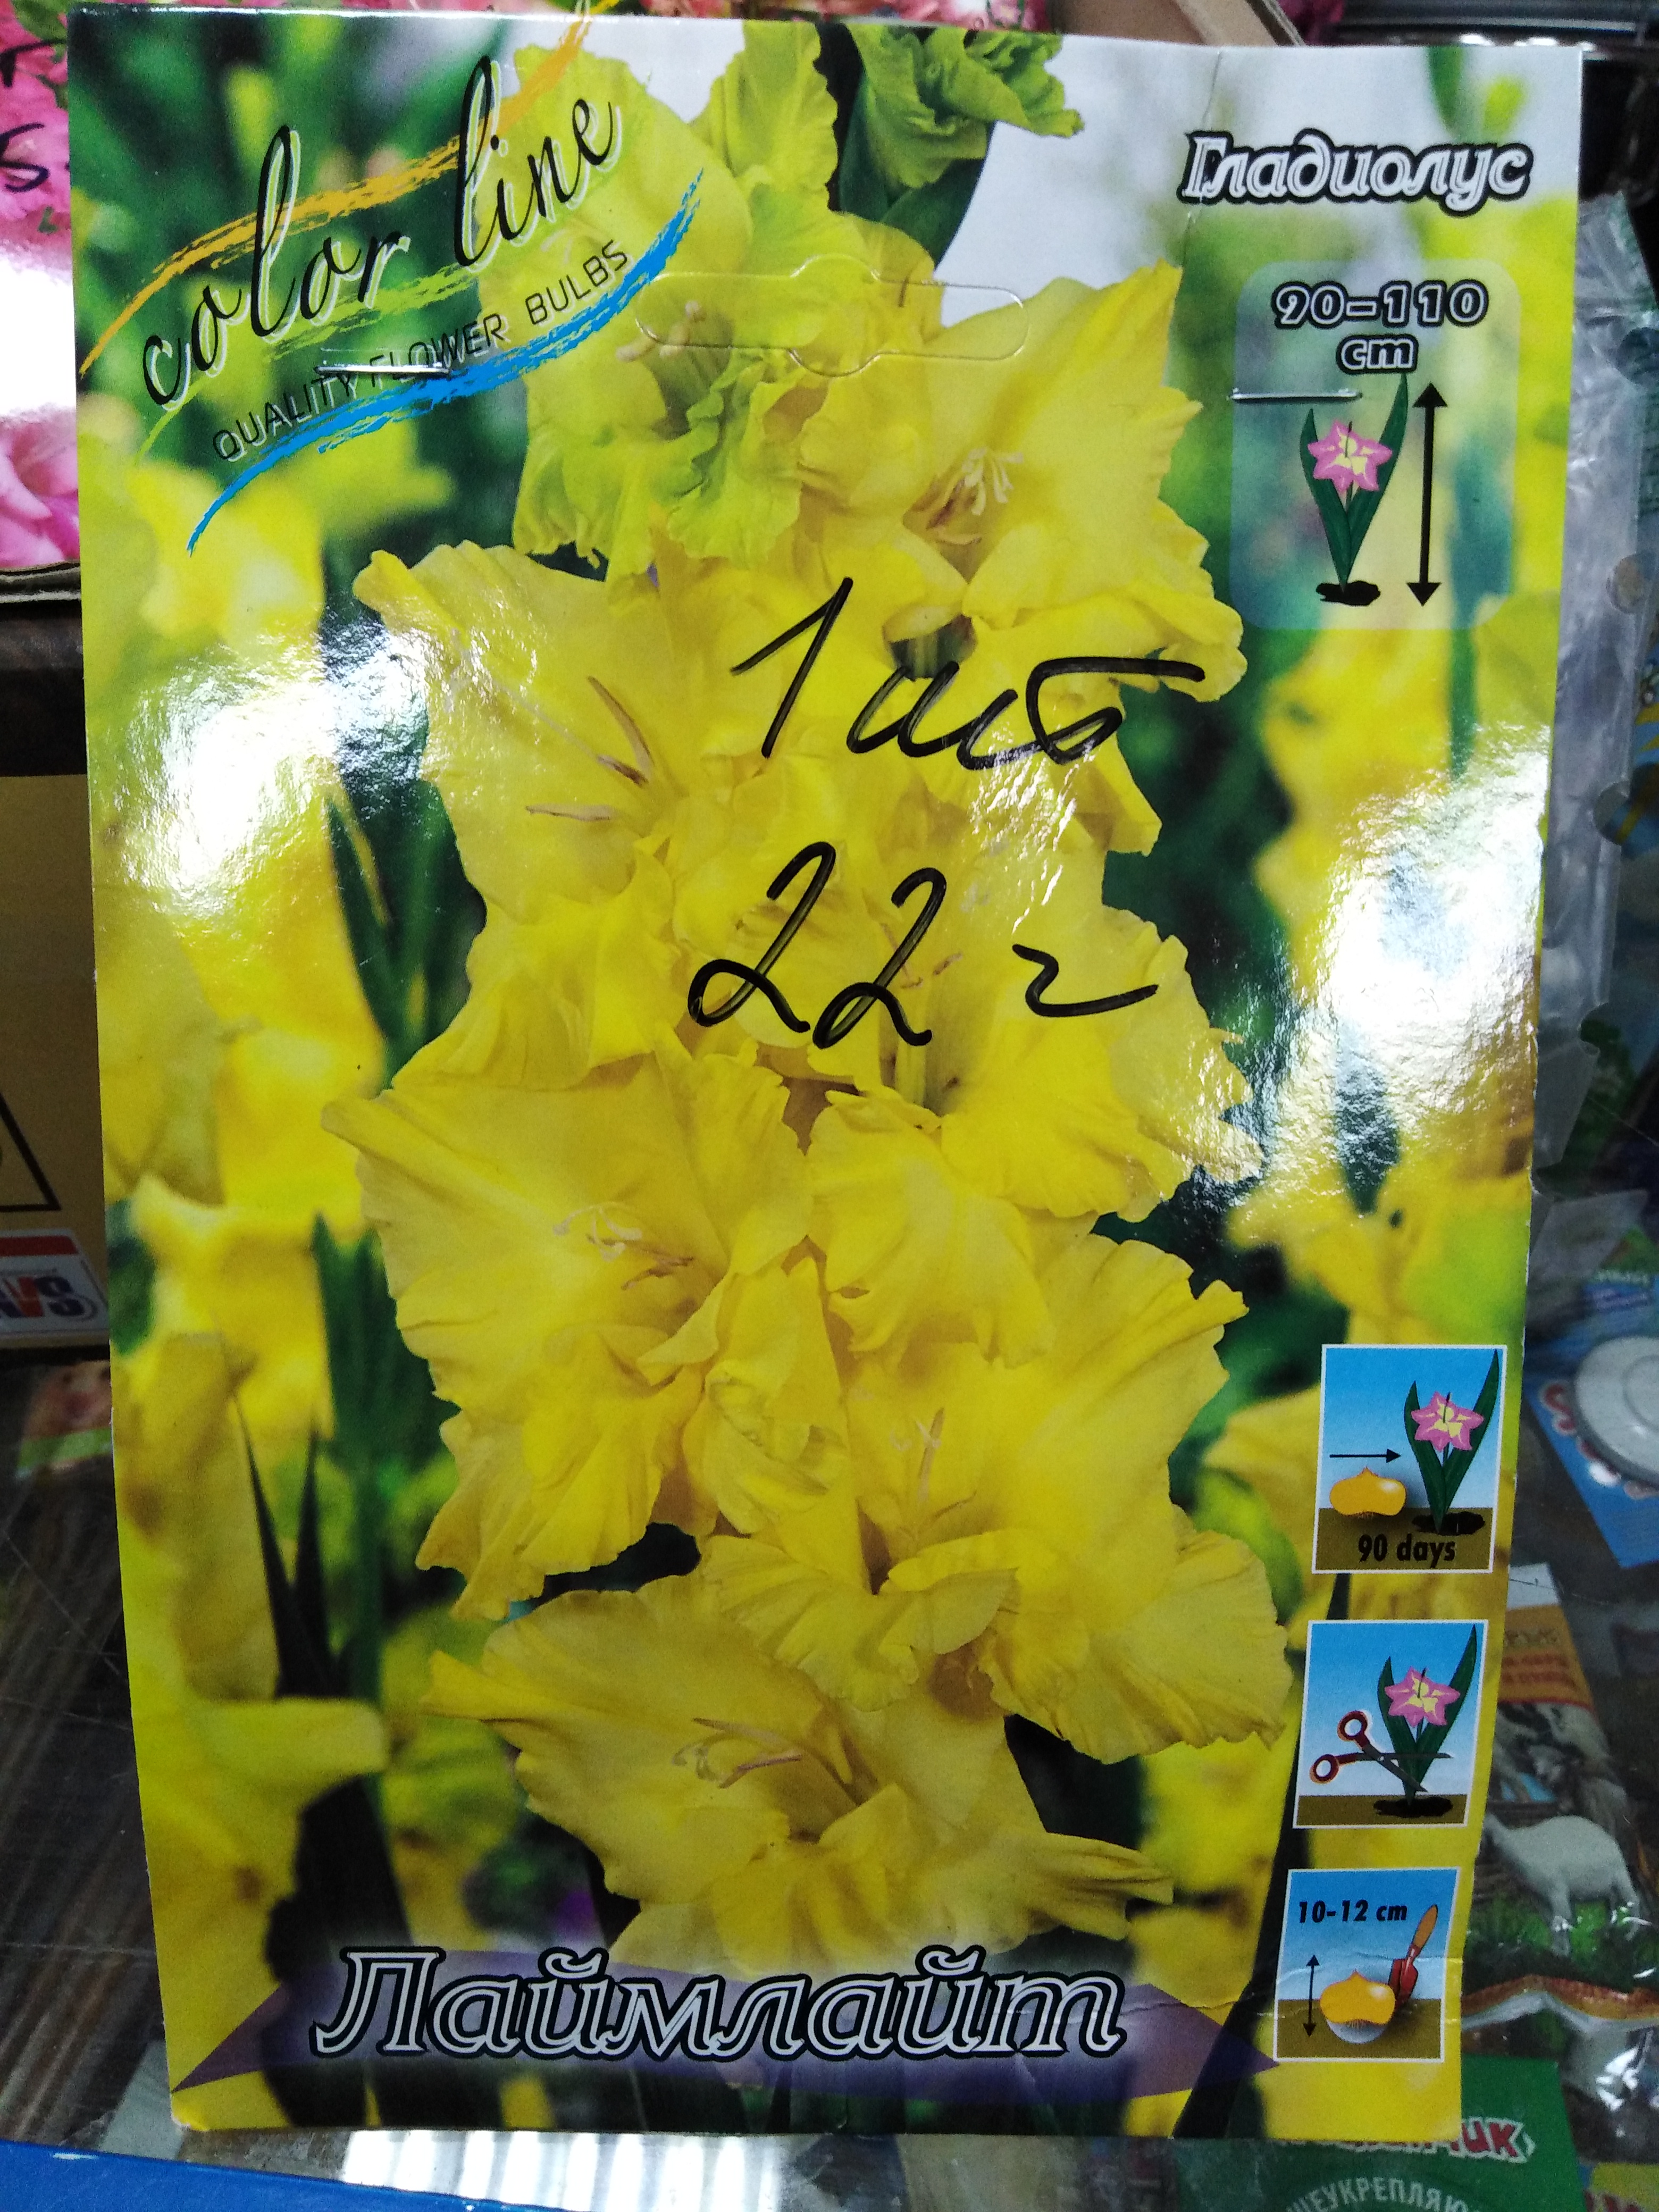 color line
QUALITY FLOWER BULBS
Гладиолус
90-110
cm
1 шт
22 г
90 days
10-12 cm
Лаймлайт